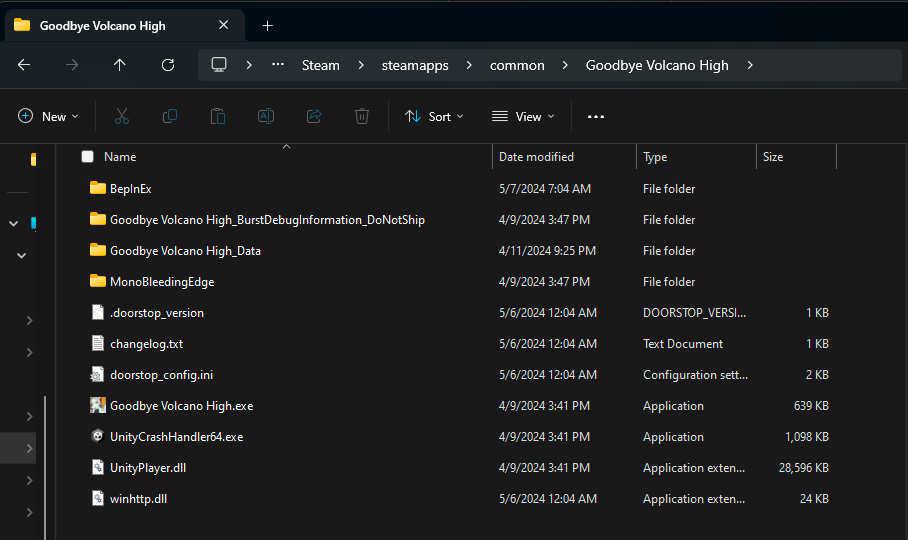 Goodbye Volcano High
Steam steamapps common Goodbye Volcano High
New Sort View
Name Date modified Type Size
BepInEx 5/7/2024 7:04 AM File folder
Goodbye Volcano High_BurstDebugInformation_DoNotShip 4/9/2024 3:47 PM File folder
Goodbye Volcano High_Data 4/11/2024 9:25 PM File folder
MonoBleedingEdge 4/9/2024 3:47 PM File folder
.doorstop_version 5/6/2024 12:04 AM DOORSTOP_VERSI... 1 KB
changelog.txt 5/6/2024 12:04 AM Text Document 1 KB
doorstop_config.ini 5/6/2024 12:04 AM Configuration sett... 2 KB
Goodbye Volcano High.exe 4/9/2024 3:41 PM Application 639 KB
UnityCrashHandler64.exe 4/9/2024 3:41 PM Application 1,098 KB
UnityPlayer.dll 4/9/2024 3:41 PM Application exten... 28,596 KB
winhttp.dll 5/6/2024 12:04 AM Application exten... 24 KB